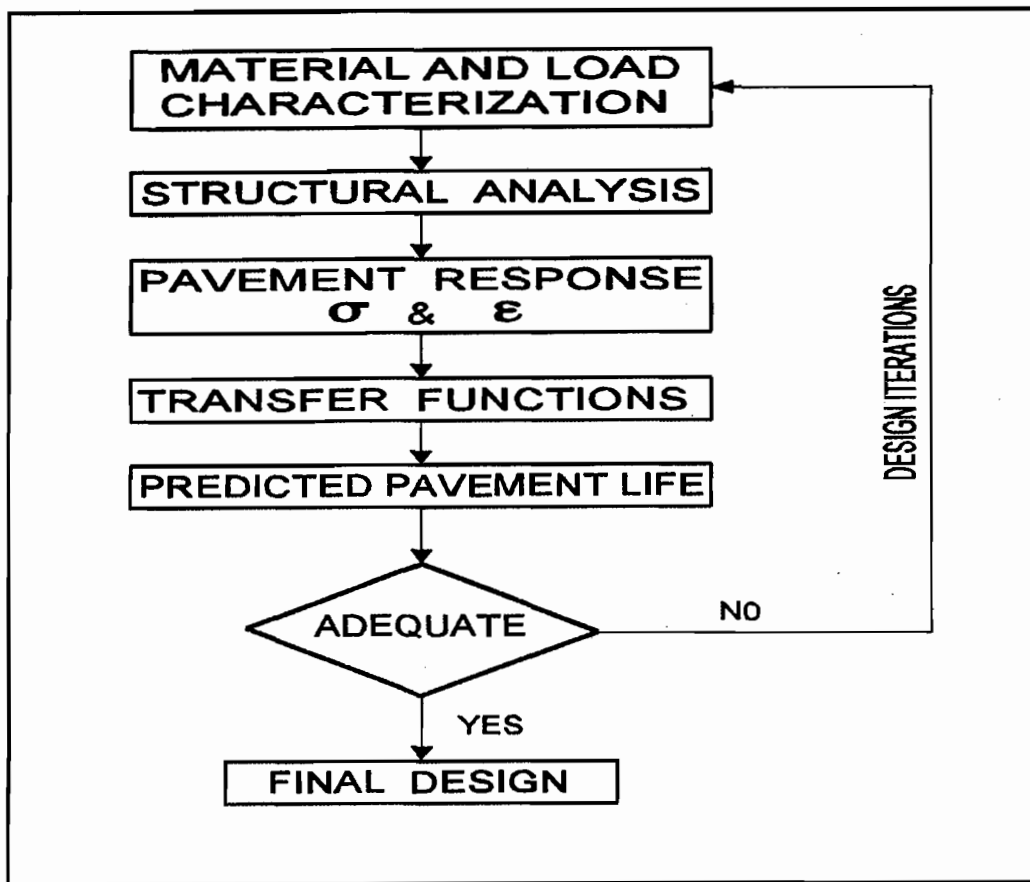 MATERIAL AND LOAD
CHARACTERIZATION
STRUCTURAL ANALYSIS
PAVEMENT RESPONSE
σ & ε
TRANSFER FUNCTIONS
PREDICTED PAVEMENT LIFE
ADEQUATE
NO
DESIGN ITERATIONS
YES
FINAL DESIGN